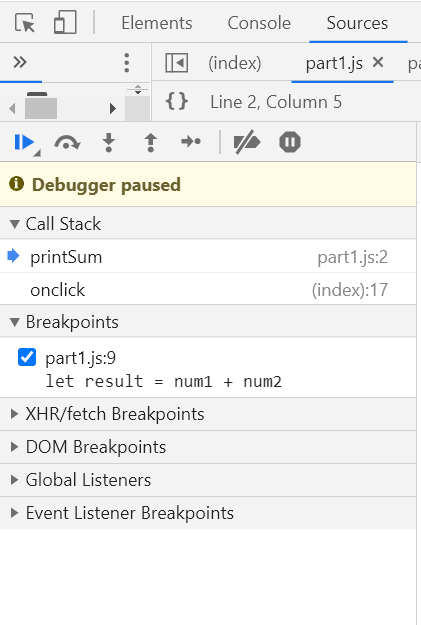 Elements Console Sources
(index) part1.js pa
{} Line 2, Column 5
Debugger paused
Call Stack
printSum part1.js:2
onclick (index):17
Breakpoints
part1.js:9
let result = num1 + num2
XHR/fetch Breakpoints
DOM Breakpoints
Global Listeners
Event Listener Breakpoints